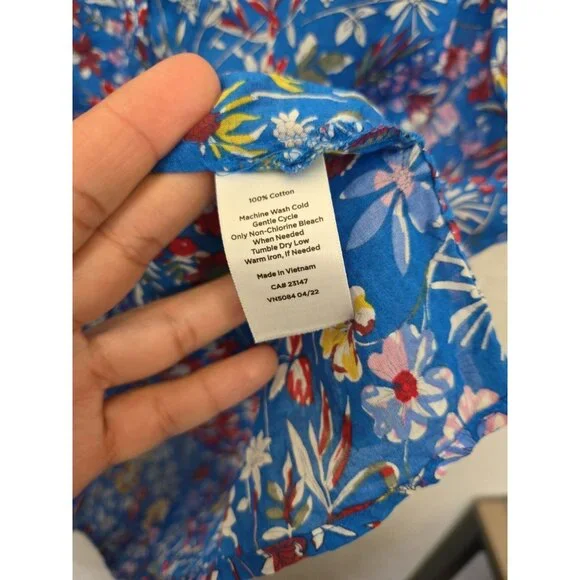 100% Cotton
Machine Wash Cold
Gentle Cycle
Only Non-Chlorine Bleach
When Needed
Tumble Dry Low
Warm Iron, If Needed
Made in Vietnam
CA# 23147
VNS084 04/22